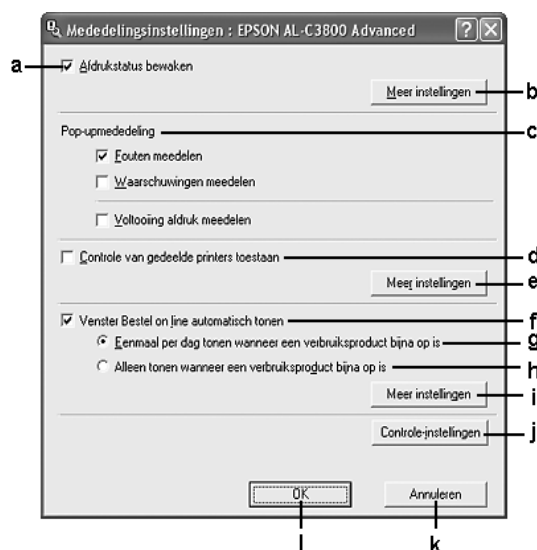 Mededelingsinstellingen : EPSON AL-C3800 Advanced
a
Afdrukstatus bewaken
Meer instellingen
b
Pop-upmededeling
c
Fouten meedelen
Waarschuwingen meedelen
Voltooiing afdruk meedelen
Controle van gedeelde printers toestaan
d
Meer instellingen
e
Venster Bestel on line automatisch tonen
f
Eenmaal per dag tonen wanneer een verbruiksproduct bijna op is
g
Alleen tonen wanneer een verbruiksproduct bijna op is
h
Meer instellingen
i
Controle-instellingen
j
OK
Annuleren
l
k